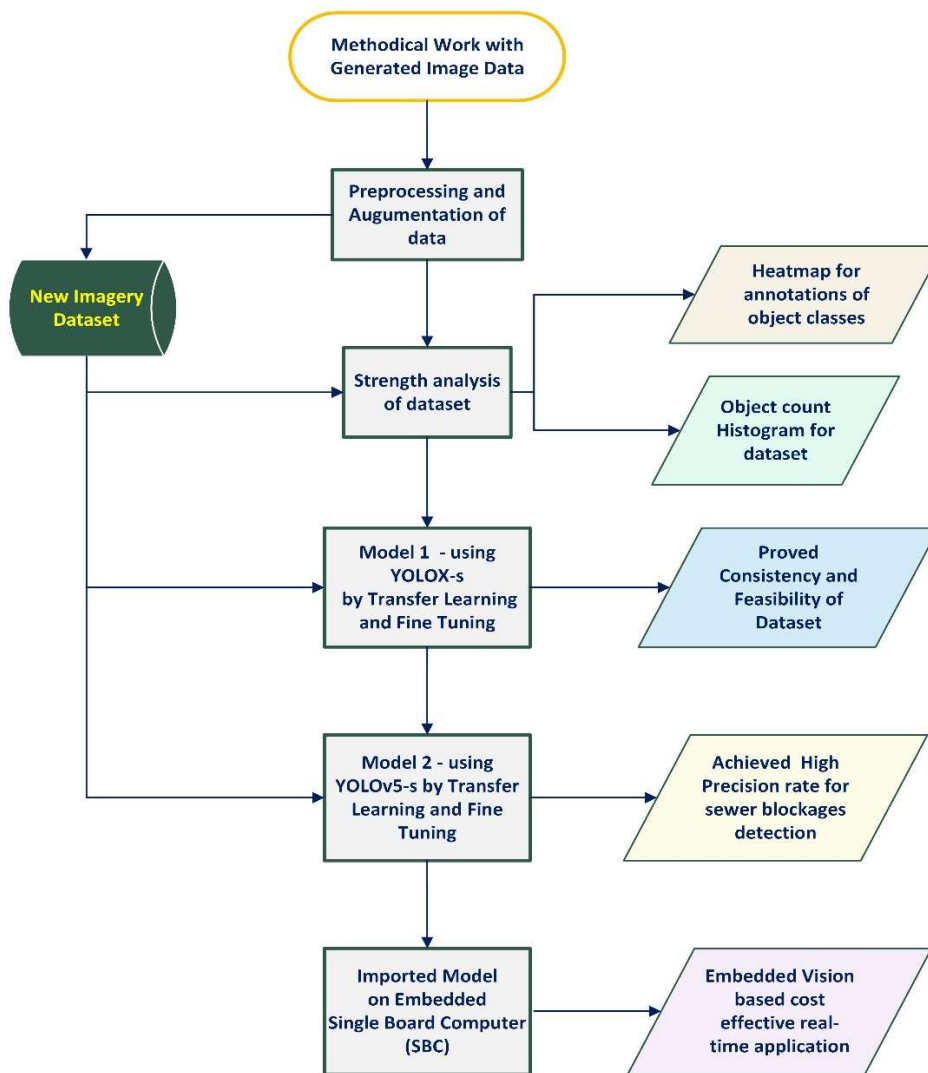 Methodical Work with
Generated Image Data
Preprocessing and
Augumentation of
data
New Imagery
Dataset
Heatmap for
annotations of
object classes
Strength analysis
of dataset
Object count
Histogram for
dataset
Model 1 - using
YOLOX-s
by Transfer Learning
and Fine Tuning
Proved
Consistency and
Feasibility of
Dataset
Model 2 - using
YOLOv5-s by Transfer
Learning and Fine
Tuning
Achieved High
Precision rate for
sewer blockages
detection
Imported Model
on Embedded
Single Board Computer
(SBC)
Embedded Vision
based cost
effective real-
time application